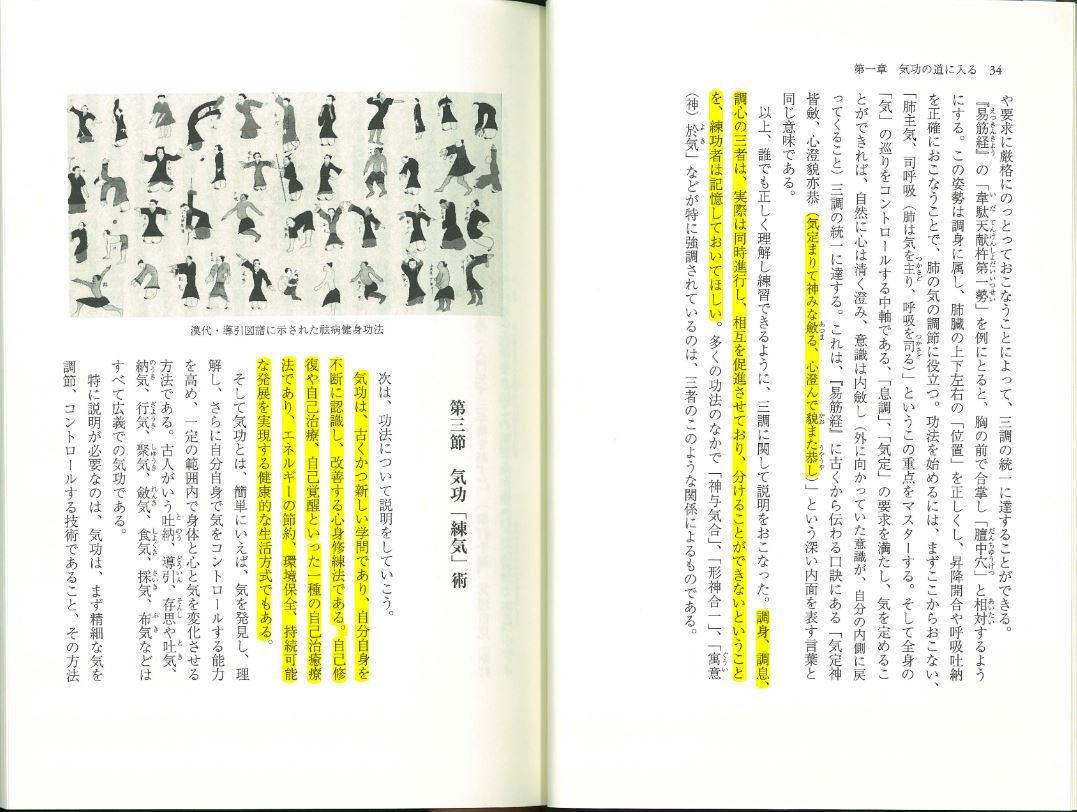 第一章　気功の道に入る　34
や要求に厳格にのっとっておこなうことによって、三調の統一に達することができる。
『易筋経』の「韋駄天献杵第一勢」を例にとると、胸の前で合掌し「膻中穴」と相対するよう
にする。この姿勢は調身に属し、肺臓の上下左右の「位置」を正しくし、昇降開合や呼吸吐納
を正確におこなうことで、肺の気の調節に役立つ。功法を始めるには、まずここからおこない、
「肺主気、司呼吸（肺は気を主り、呼吸を司る）」というこの重点をマスターする。そして全身の
「気」の巡りをコントロールする中軸である、「息調」、「気定」の要求を満たし、気を定めるこ
とができれば、自然に心は清く澄み、意識は内斂し（外に向かっていた意識が、自分の内側に戻
ってくること）三調の統一に達する。これは、『易筋経』に古くから伝わる口訣にある「気定神
皆斂、心澄貌亦恭（気定まりて神みな斂る、心澄んで貌また恭し）」という深い内面を表す言葉と
同じ意味である。
以上、誰でも正しく理解し練習できるように、三調に関して説明をおこなった。調身、調息、
調心の三者は、実際は同時進行し、相互を促進させており、分けることができないということ
を、練功者は記憶しておいてほしい。多くの功法のなかで「神与気合」、「形神合一」、「寓意
（神）於気」などが特に強調されているのは、三者のこのような関係によるものである。
漢代・導引図譜に示された祛病健身功法
第三節　気功「練気」術
次は、功法について説明をしていこう。
気功は、古くかつ新しい学問であり、自分自身を
不断に認識し、改善する心身修練法である。自己修
復や自己治療、自己覚醒といった一種の自己治癒療
法であり、エネルギーの節約、環境保全、持続可能
な発展を実現する健康的な生活方式でもある。
そして気功とは、簡単にいえば、気を発見し、理
解し、さらに自分自身で気をコントロールする能力
を高め、一定の範囲内で身体と心と気を変化させる
方法である。古人がいう吐納、導引、存思や吐気、
納気、行気、聚気、斂気、食気、採気、布気などは
すべて広義での気功である。
特に説明が必要なのは、気功は、まず精細な気を
調節、コントロールする技術であること、その方法